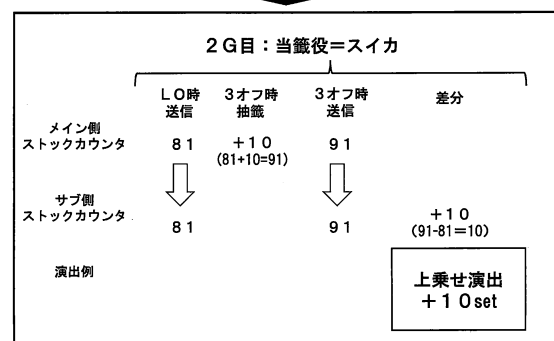 2G目:当籤役=スイカ
LO時
送信
3オフ時
抽籤
3オフ時
送信
差分
メイン側
ストックカウンタ
81
+10
(81+10=91)
91
サブ側
ストックカウンタ
81
91
+10
(91-81=10)
演出例
上乗せ演出
+10set